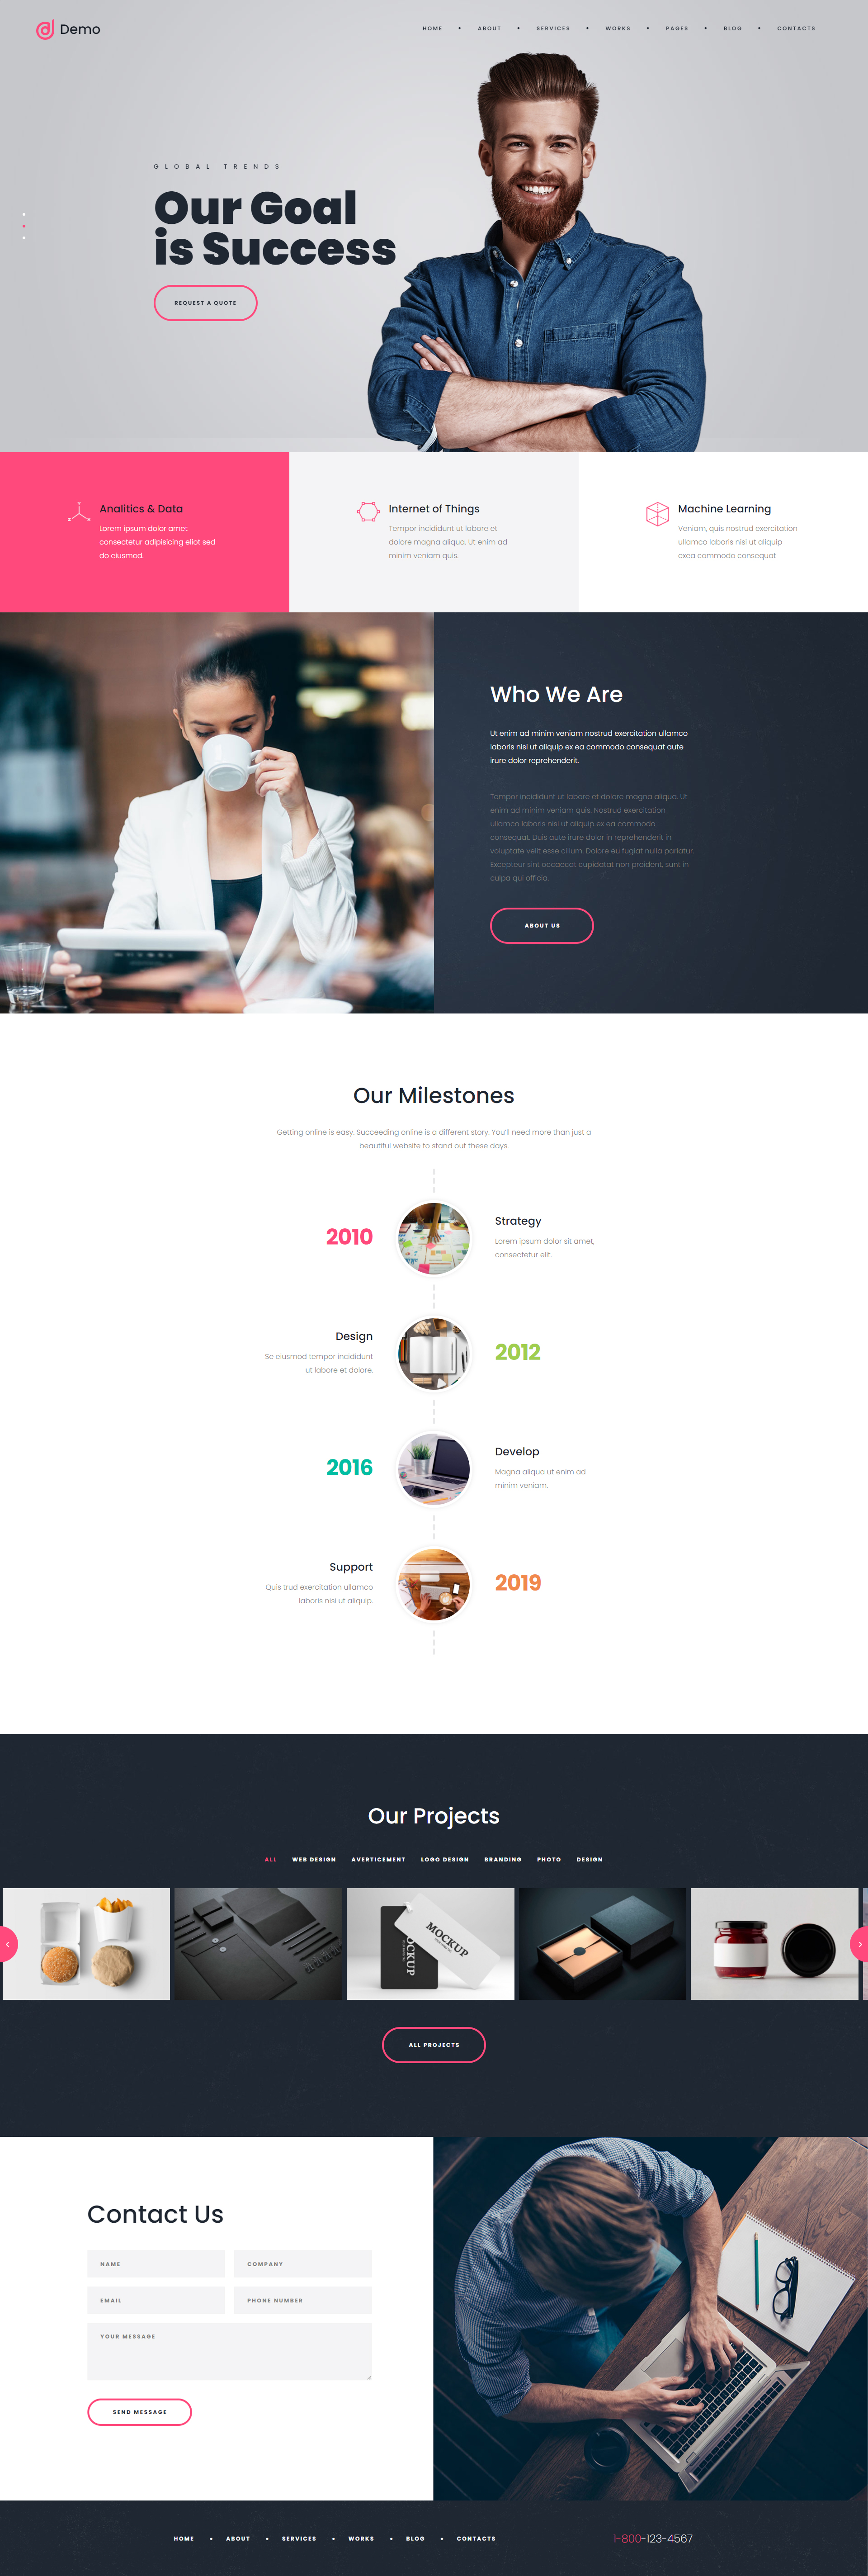 Demo
HOME
ABOUT
SERVICES
WORKS
PAGES
BLOG
CONTACTS
GLOBAL TRENDS
Our Goal
is Success
REQUEST A QUOTE
Analitics & Data
Lorem ipsum dolor amet
consectetur adipisicing eliot sed
do eiusmod.
Internet of Things
Tempor incididunt ut labore et
dolore magna aliqua. Ut enim ad
minim veniam quis.
Machine Learning
Veniam, quis nostrud exercitation
ullamco laboris nisi ut aliquip
exea commodo consequat
Who We Are
Ut enim ad minim veniam nostrud exercitation ullamco
laboris nisi ut aliquip ex ea commodo consequat aute
irure dolor reprehenderit.
Tempor incididunt ut labore et dolore magna aliqua. Ut
enim ad minim veniam quis. Nostrud exercitation
ullamco laboris nisi ut aliquip ex ea commodo
consequat. Duis aute irure dolor in reprehenderit in
voluptate velit esse cillum. Dolore eu fugiat nulla pariatur.
Excepteur sint occaecat cupidatat non proident, sunt in
culpa qui officia.
ABOUT US
Our Milestones
Getting online is easy. Succeeding online is a different story. You'll need more than just a
beautiful website to stand out these days.
2010
Strategy
Lorem ipsum dolor sit amet,
consectetur elit.
Design
Se eiusmod tempor incididunt
ut labore et dolore.
2012
2016
Develop
Magna aliqua ut enim ad
minim veniam.
Support
Quis trud exercitation ullamco
laboris nisi ut aliquip.
2019
Our Projects
ALL
WEB DESIGN
AVERTICEMENT
LOGO DESIGN
BRANDING
PHOTO
DESIGN
MOCKUP
OCKUP
ALL PROJECTS
Contact Us
NAME
COMPANY
EMAIL
PHONE NUMBER
YOUR MESSAGE
SEND MESSAGE
HOME
ABOUT
SERVICES
WORKS
BLOG
CONTACTS
1-800-123-4567